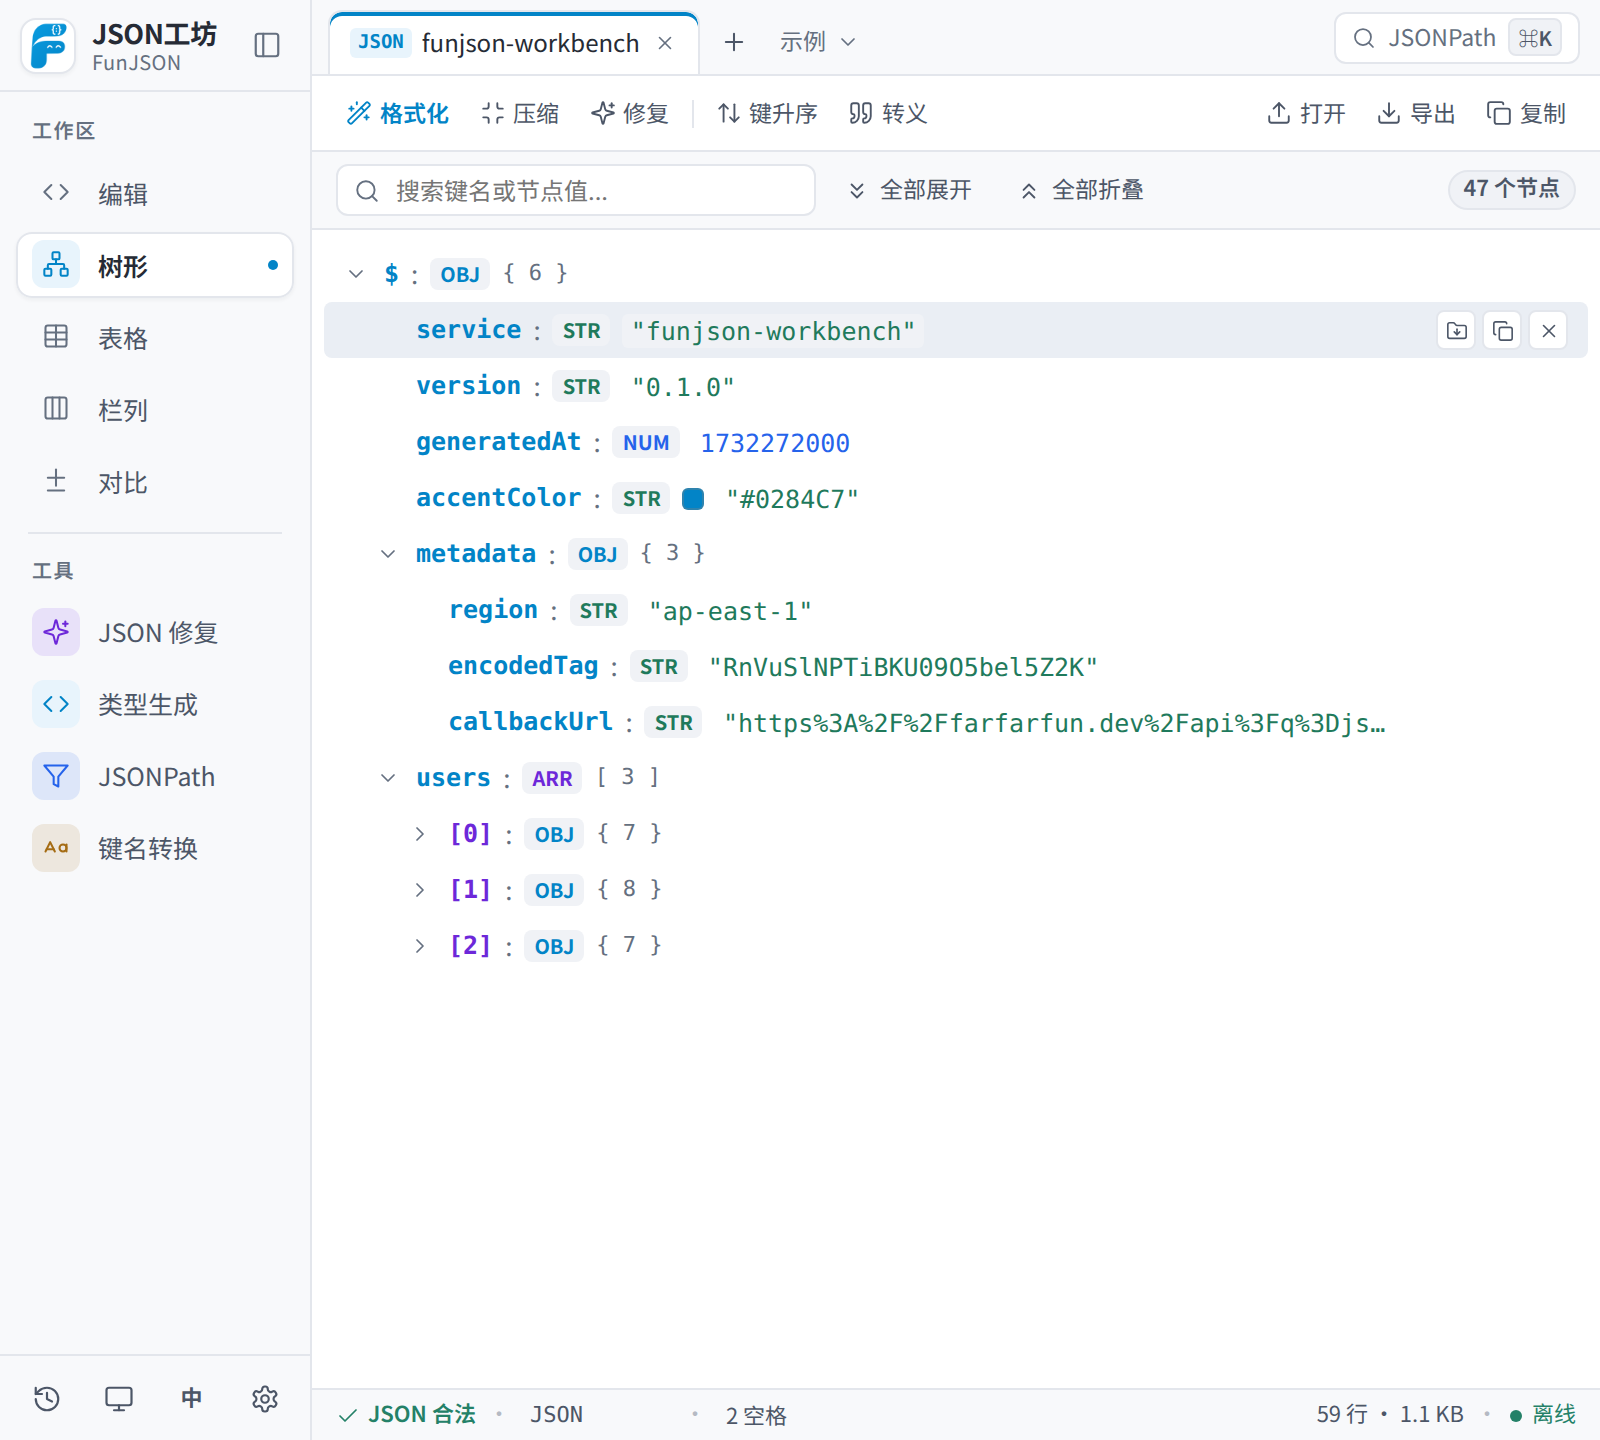 JSON工坊
FunJSON
JSON funjson-workbench
示例
JSONPath ⌘K
工作区
编辑
树形
表格
栏列
对比
工具
JSON 修复
类型生成
JSONPath
Aa 键名转换
中
格式化 压缩 修复 键升序 转义 打开 导出 复制
搜索键名或节点值... 全部展开 全部折叠 47 个节点
$ : OBJ { 6 }
service : STR "funjson-workbench"
version : STR "0.1.0"
generatedAt : NUM 1732272000
accentColor : STR "#0284C7"
metadata : OBJ { 3 }
region : STR "ap-east-1"
encodedTag : STR "RnVuSlNPTiBKU09O5bel5Z2K"
callbackUrl : STR "https%3A%2F%2Ffarfarfun.dev%2Fapi%3Fq%3Djs…
users : ARR [ 3 ]
[0] : OBJ { 7 }
[1] : OBJ { 8 }
[2] : OBJ { 7 }
JSON 合法 • JSON • 2 空格 59 行 • 1.1 KB • 离线